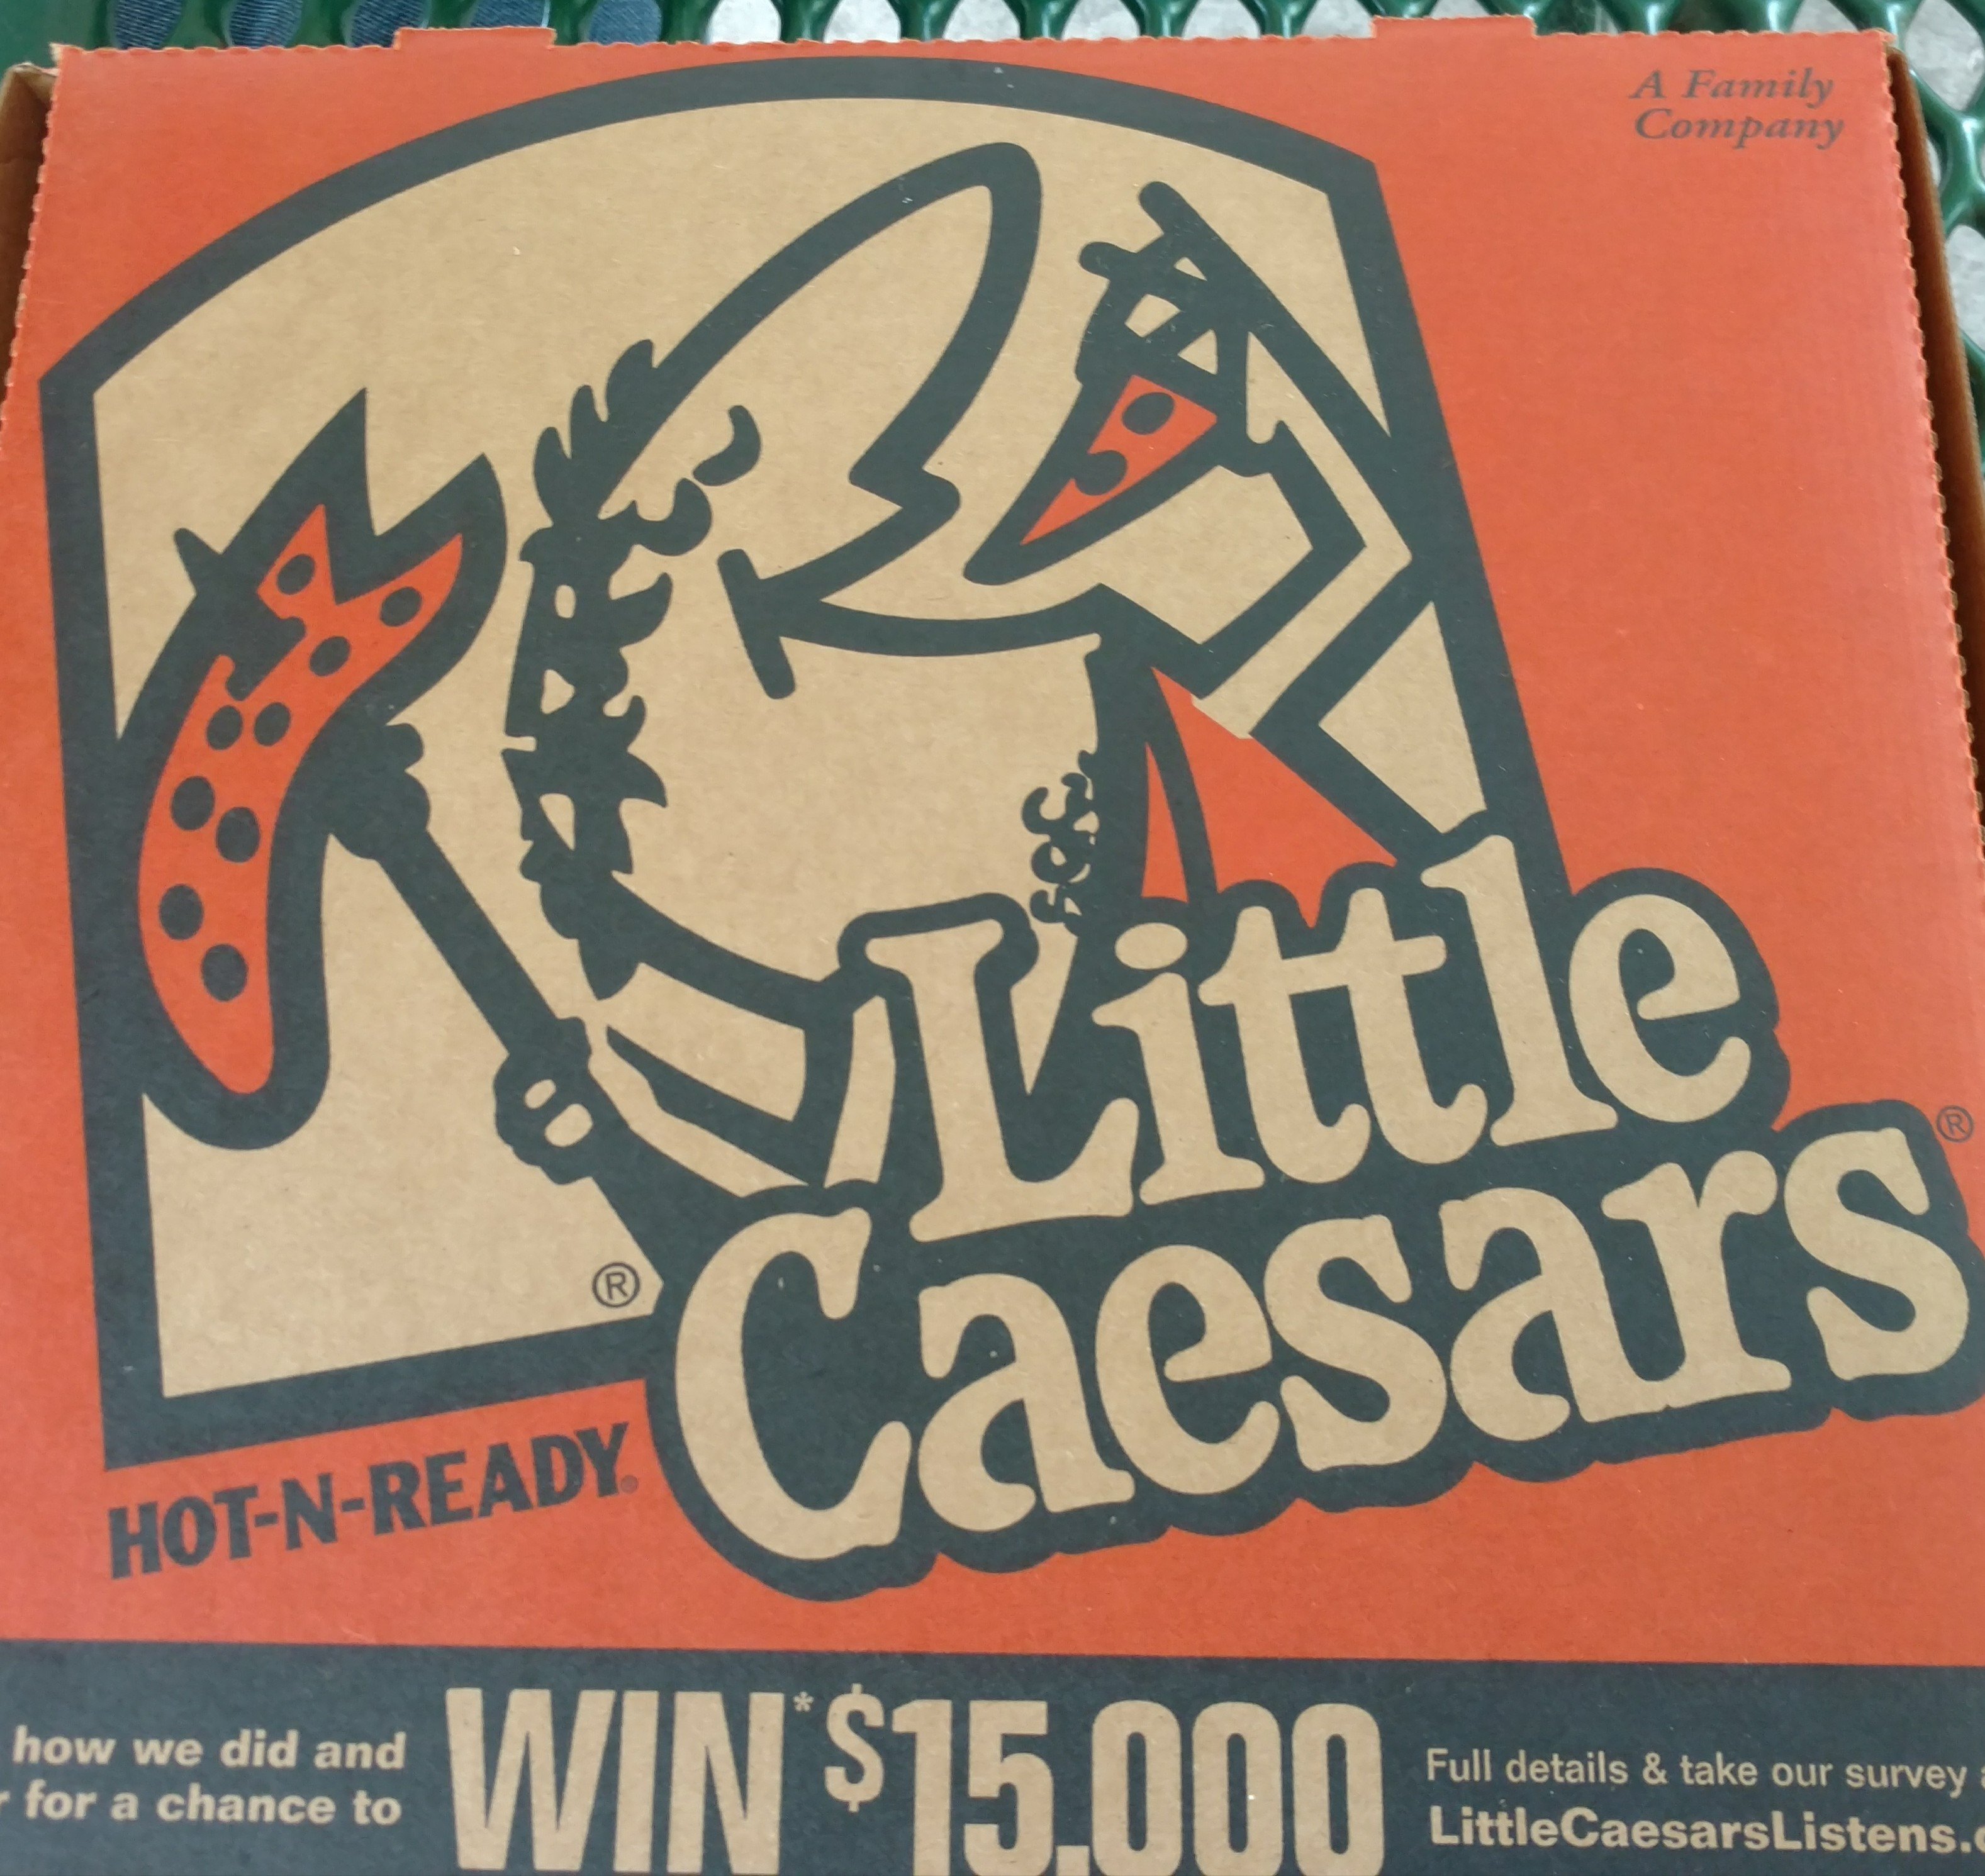 A Family
Company
Little
Caesars®
®
HOT-N-READY®
how we did and
for a chance to
WIN* $15,000
Full details & take our survey
LittleCaesarsListens.